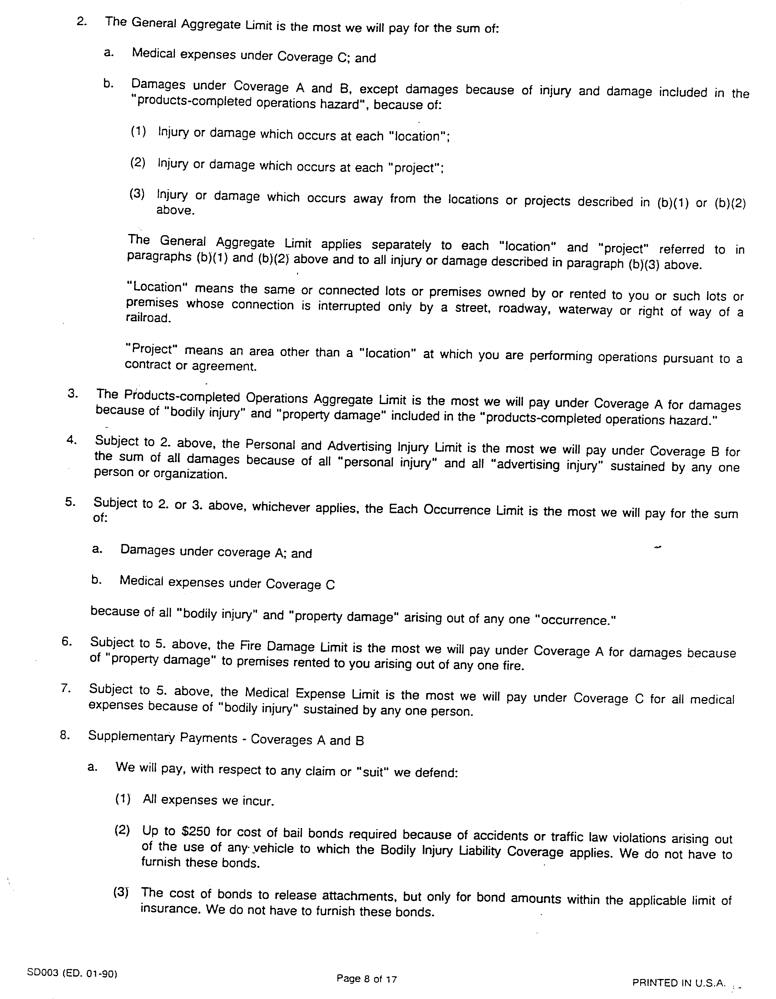 2. The General Aggregate Limit is the most we will pay for the sum of:
a. Medical expenses under Coverage C; and
b. Damages under Coverage A and B, except damages because of injury and damage included in the
"products-completed operations hazard", because of:
(1) Injury or damage which occurs at each "location";
(2) Injury or damage which occurs at each "project";
(3) Injury or damage which occurs away from the locations or projects described in (b)(1) or (b)(2)
above.
The General Aggregate Limit applies separately to each "location" and "project" referred to in
paragraphs (b)(1) and (b)(2) above and to all injury or damage described in paragraph (b)(3) above.
"Location" means the same or connected lots or premises owned by or rented to you or such lots or
premises whose connection is interrupted only by a street, roadway, waterway or right of way of a
railroad.
"Project" means an area other than a "location" at which you are performing operations pursuant to a
contract or agreement.
3. The Products-completed Operations Aggregate Limit is the most we will pay under Coverage A for damages
because of "bodily injury" and "property damage" included in the "products-completed operations hazard."
4. Subject to 2. above, the Personal and Advertising Injury Limit is the most we will pay under Coverage B for
the sum of all damages because of all "personal injury" and all "advertising injury" sustained by any one
person or organization.
5. Subject to 2. or 3. above, whichever applies, the Each Occurrence Limit is the most we will pay for the sum
of:
a. Damages under coverage A; and
b. Medical expenses under Coverage C
because of all "bodily injury" and "property damage" arising out of any one "occurrence."
6. Subject to 5. above, the Fire Damage Limit is the most we will pay under Coverage A for damages because
of "property damage" to premises rented to you arising out of any one fire.
7. Subject to 5. above, the Medical Expense Limit is the most we will pay under Coverage C for all medical
expenses because of "bodily injury" sustained by any one person.
8. Supplementary Payments - Coverages A and B
a. We will pay, with respect to any claim or "suit" we defend:
(1) All expenses we incur.
(2) Up to $250 for cost of bail bonds required because of accidents or traffic law violations arising out
of the use of any vehicle to which the Bodily Injury Liability Coverage applies. We do not have to
furnish these bonds.
(3) The cost of bonds to release attachments, but only for bond amounts within the applicable limit of
insurance. We do not have to furnish these bonds.
SD003 (ED. 01-90)
Page 8 of 17
PRINTED IN U.S.A.